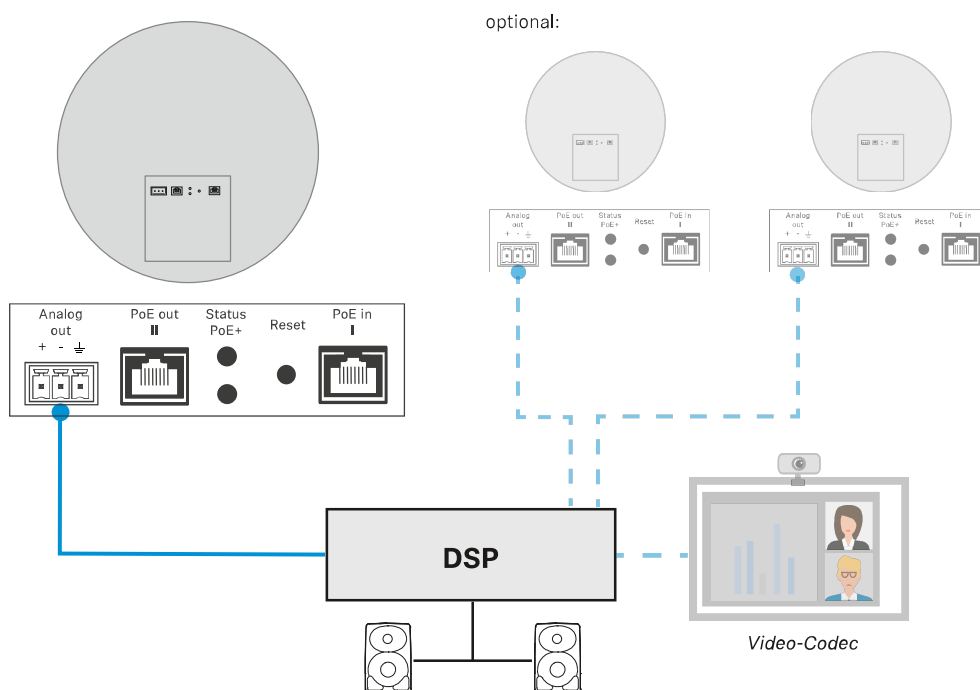 optional:
Analog out
PoE out
II
Status PoE+
Reset
PoE in
I
+ -
Analog out
PoE out
II
Status PoE+
Reset
PoE in
I
+ -
Analog out
PoE out
II
Status PoE+
Reset
PoE in
I
+ -
DSP
Video-Codec